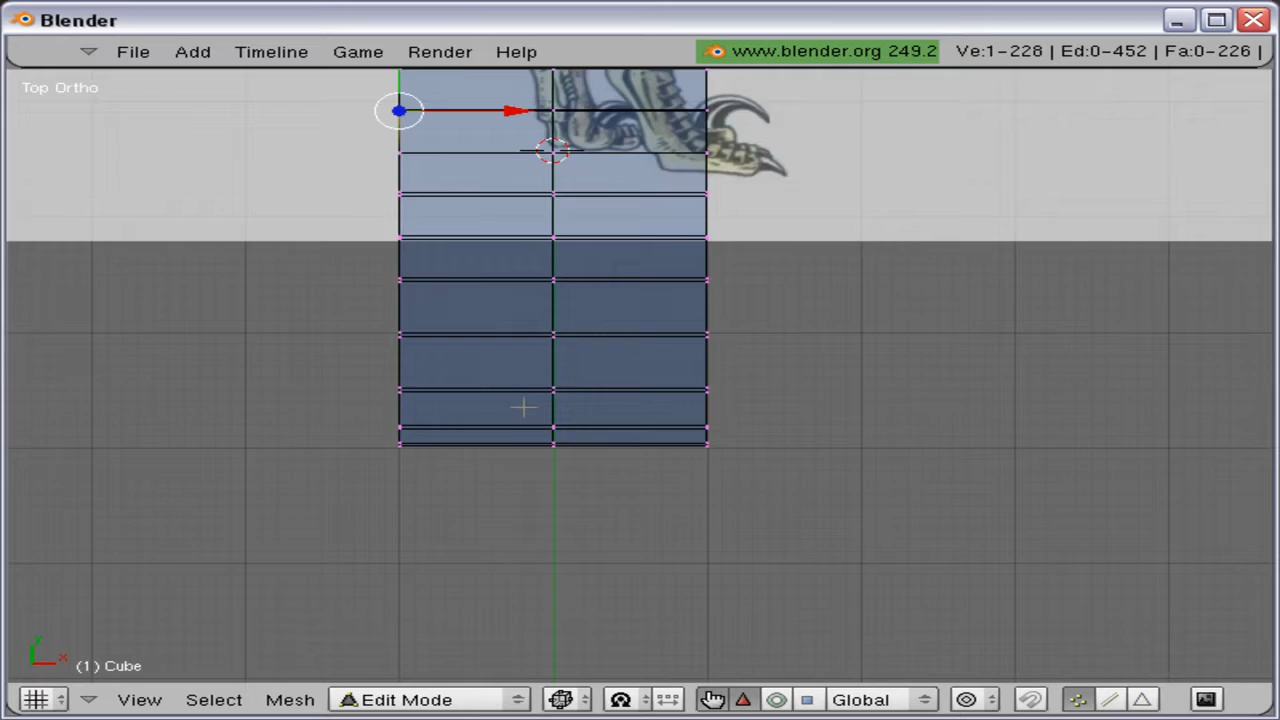 Blender
File Add Timeline Game Render Help www.blender.org 249.2 Ve:1-228 | Ed:0-452 | Fa:0-226 |
Top Ortho
y
x
(1) Cube
View Select Mesh Edit Mode Global